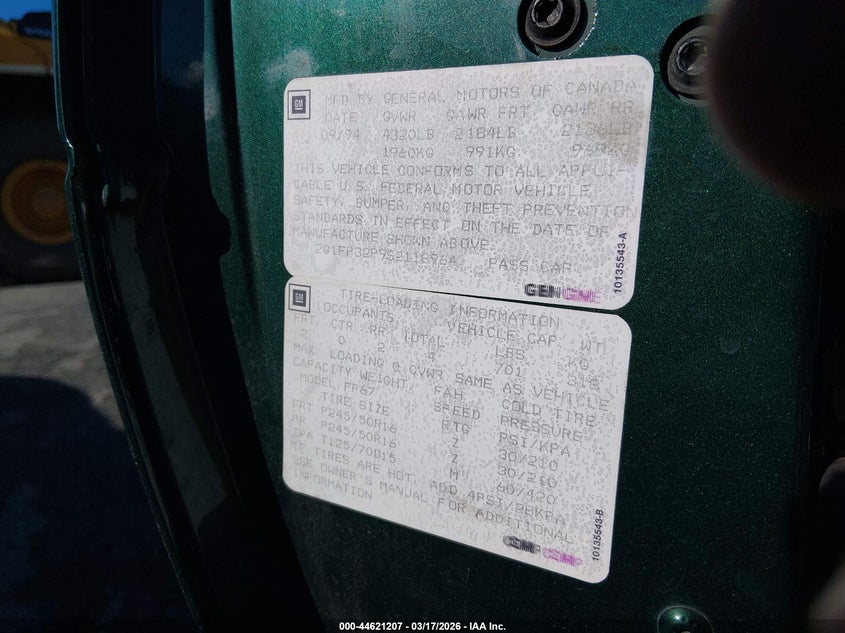 GM
MFD BY GENERAL MOTORS OF CANADA
DATE GVWR GAWR FRT GAWR RR
09/94 4320LB 2184LB 2136LB
1960KG 991KG 969KG
THIS VEHICLE CONFORMS TO ALL APPLI-
CABLE U.S. FEDERAL MOTOR VEHICLE
SAFETY, BUMPER, AND THEFT PREVENTION
STANDARDS IN EFFECT ON THE DATE OF
MANUFACTURE SHOWN ABOVE.
PASS CAR
10135543-A
GM
TIRE-LOADING INFORMATION
OCCUPANTS VEHICLE CAP. WT.
FRT CTR RR TOTAL LBS KG
2 0 2 4 701 318
MAX LOADING @ GVWR SAME AS VEHICLE
CAPACITY WEIGHT
MODEL:FP87 FAH COLD TIRE
TIRE SIZE SPEED PRESSURE
RTG PSI/KPA
FRT P245/50R16 Z 30/210
RR P245/50R16 Z 30/210
SPA T125/70D15 M 60/420
IF TIRES ARE HOT, ADD 4PSI/28KPA
SEE OWNER'S MANUAL FOR ADDITIONAL
INFORMATION
10135543-B
000-44621207 - 03/17/2026 - IAA Inc.